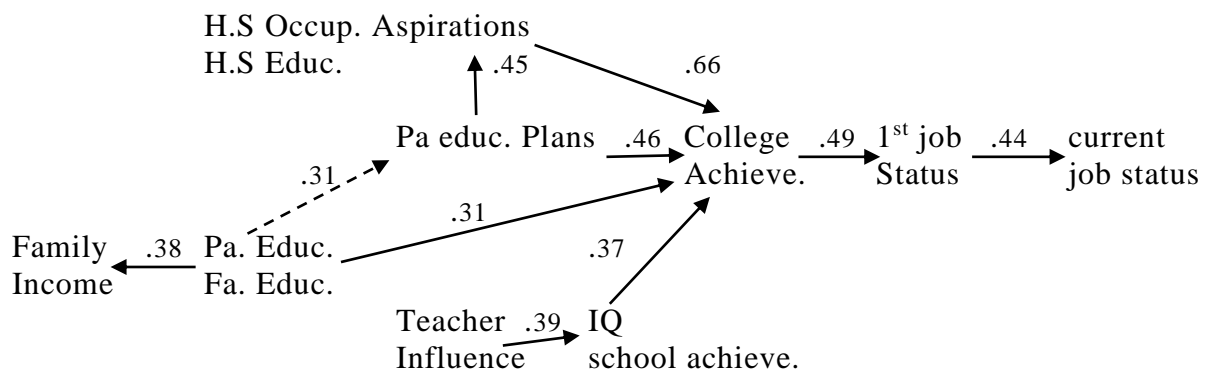 H.S Occup. Aspirations
H.S Educ.
.45
.66
Pa educ. Plans
.46
College
Achieve.
.49
1st job
Status
.44
current
job status
.31
.31
Family
Income
.38
Pa. Educ.
Fa. Educ.
.37
Teacher
Influence
.39
IQ
school achieve.